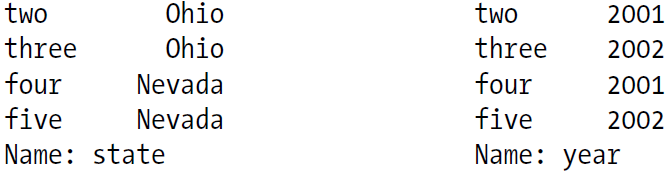 two        Ohio                 two      2001
three      Ohio                 three    2002
four     Nevada                 four     2001
five     Nevada                 five     2002
Name: state                     Name: year